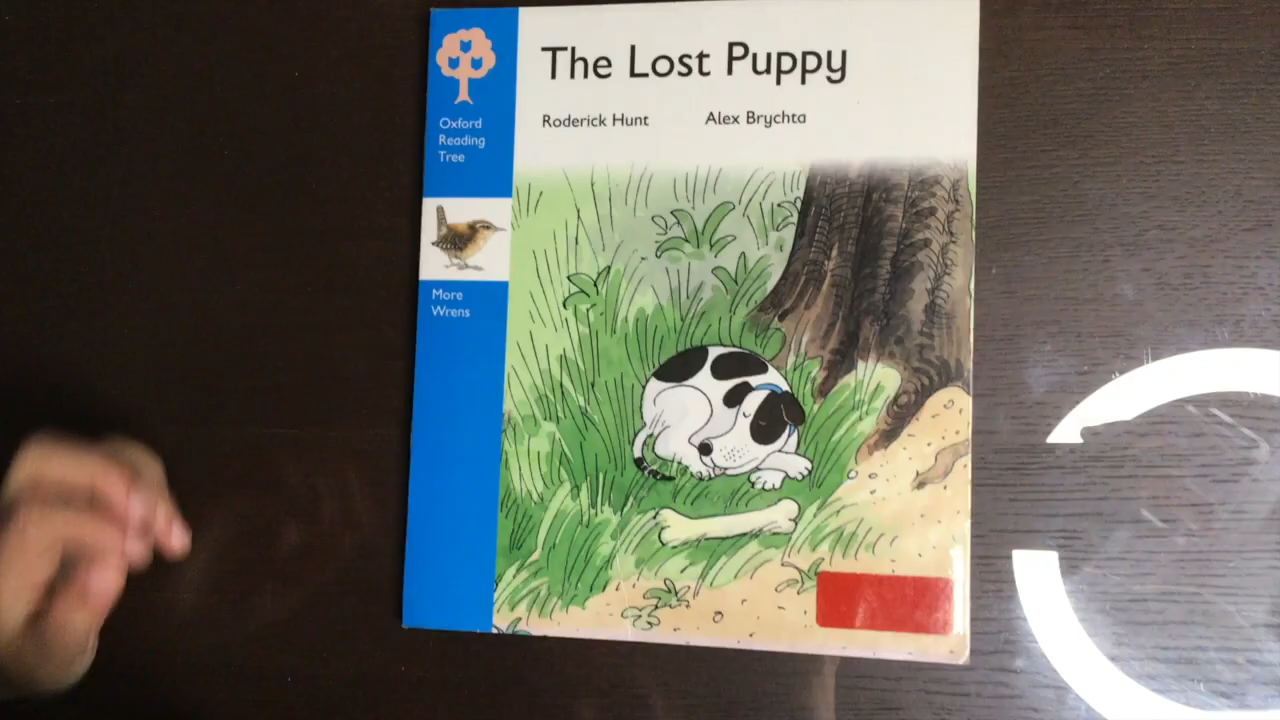 The Lost Puppy
Roderick Hunt Alex Brychta
Oxford
Reading
Tree
More
Wrens